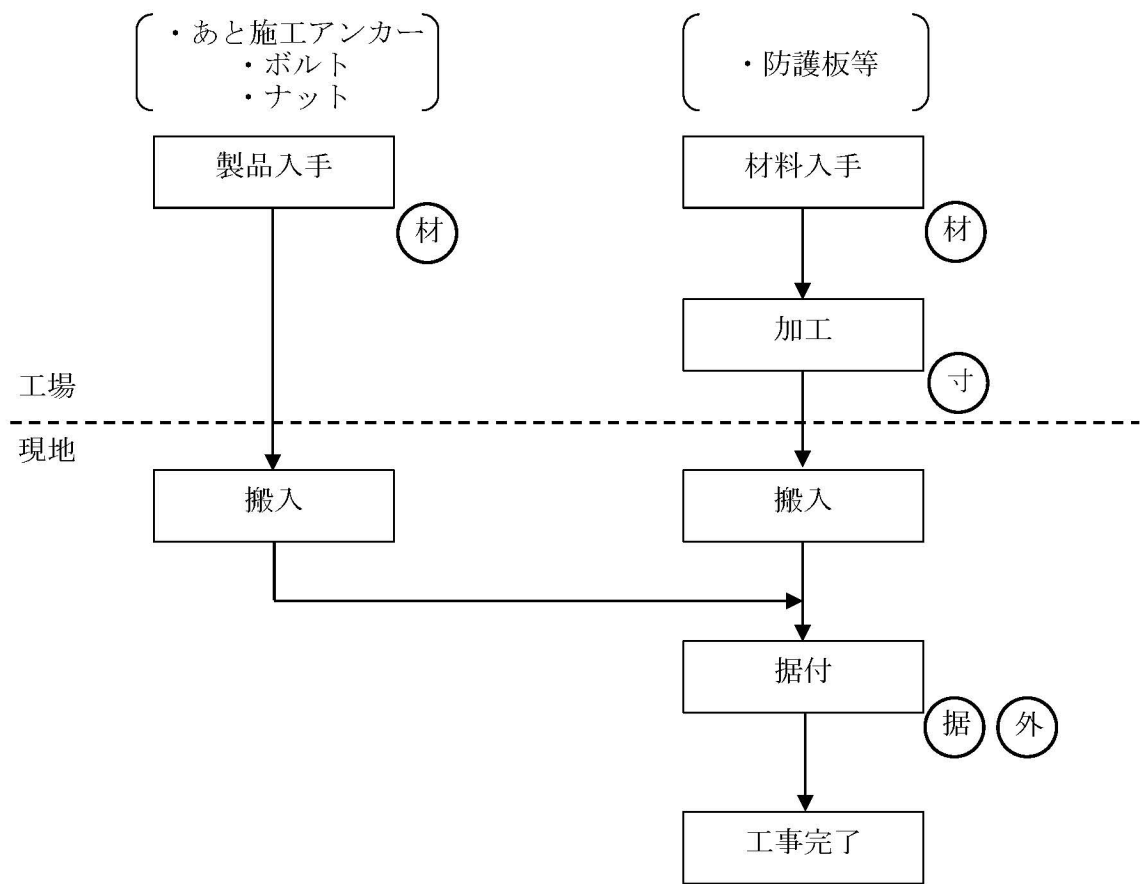 ・あと施工アンカー
・ボルト
・ナット
・防護板等
製品入手
材
材料入手
材
加工
寸
工場
現地
搬入
搬入
据付
据
外
工事完了